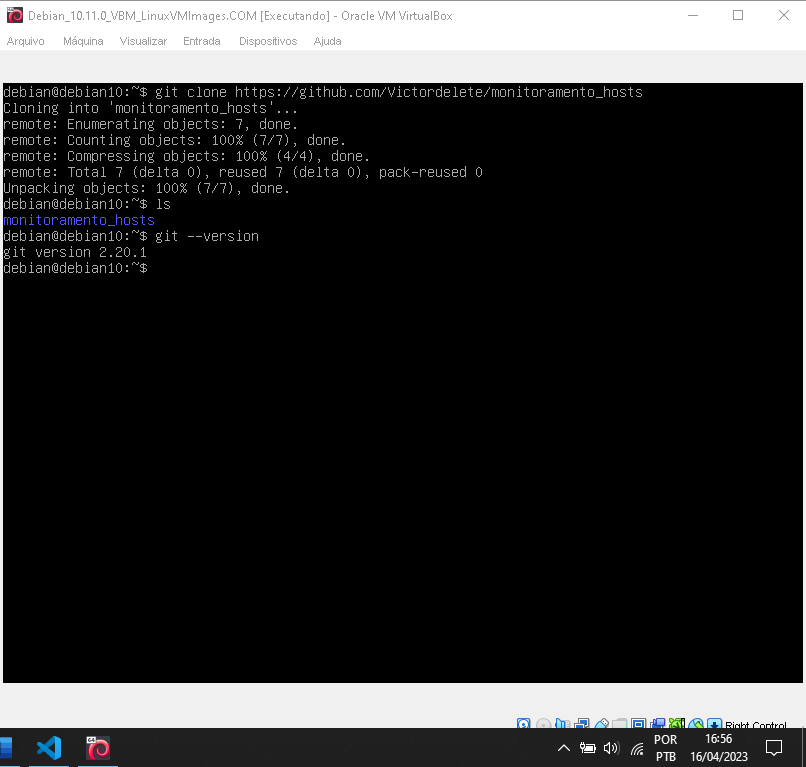 Debian_10.11.0_VBM_LinuxVMImages.COM [Executando] - Oracle VM VirtualBox
Arquivo Máquina Visualizar Entrada Dispositivos Ajuda
debian@debian10:~$ git clone https://github.com/Victordelete/monitoramento_hosts
Cloning into 'monitoramento_hosts'...
remote: Enumerating objects: 7, done.
remote: Counting objects: 100% (7/7), done.
remote: Compressing objects: 100% (4/4), done.
remote: Total 7 (delta 0), reused 7 (delta 0), pack-reused 0
Unpacking objects: 100% (7/7), done.
debian@debian10:~$ ls
monitoramento_hosts
debian@debian10:~$ git --version
git version 2.20.1
debian@debian10:~$
Right Control
64
POR
PTB
16:56
16/04/2023